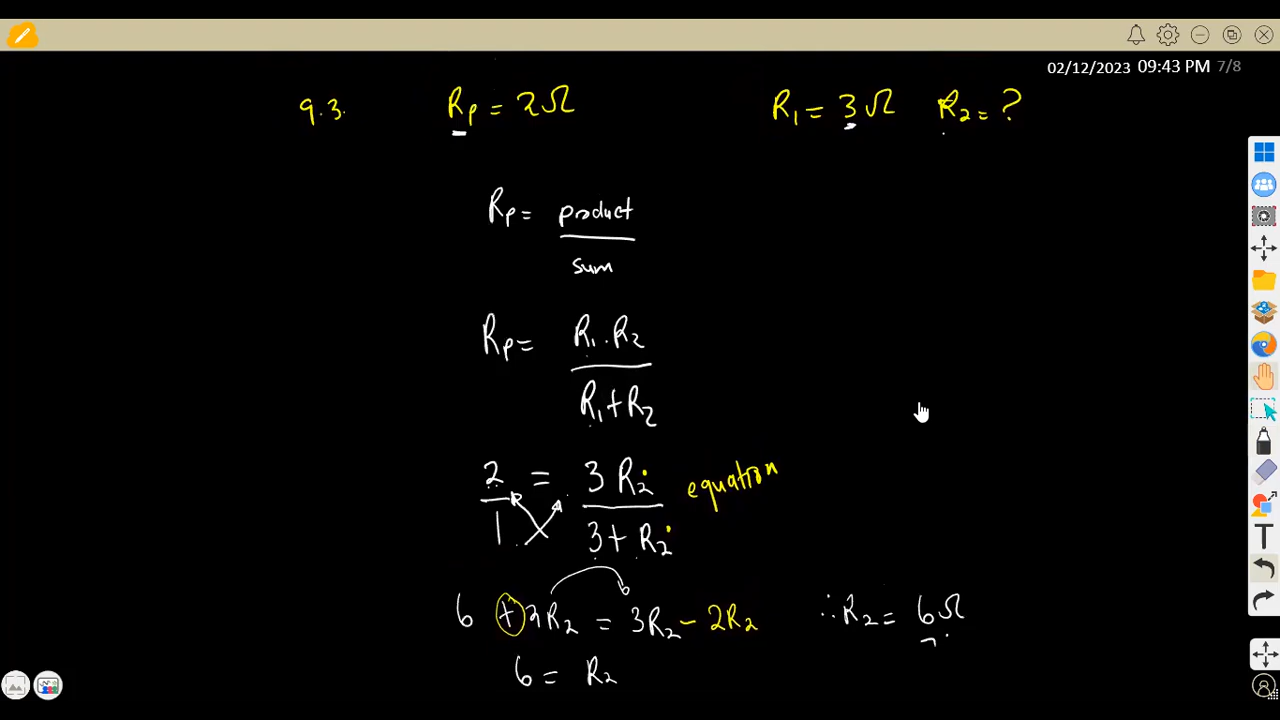 02/12/2023 09:43 PM 7/8
9.3. Rp = 2Ω R1 = 3Ω R2 = ?
Rp = product
sum
Rp = R1 . R2
R1 + R2
2 = 3 R2 equation
1 3 + R2
6 + 2R2 = 3R2 - 2R2 ∴ R2 = 6Ω
6 = R2
T